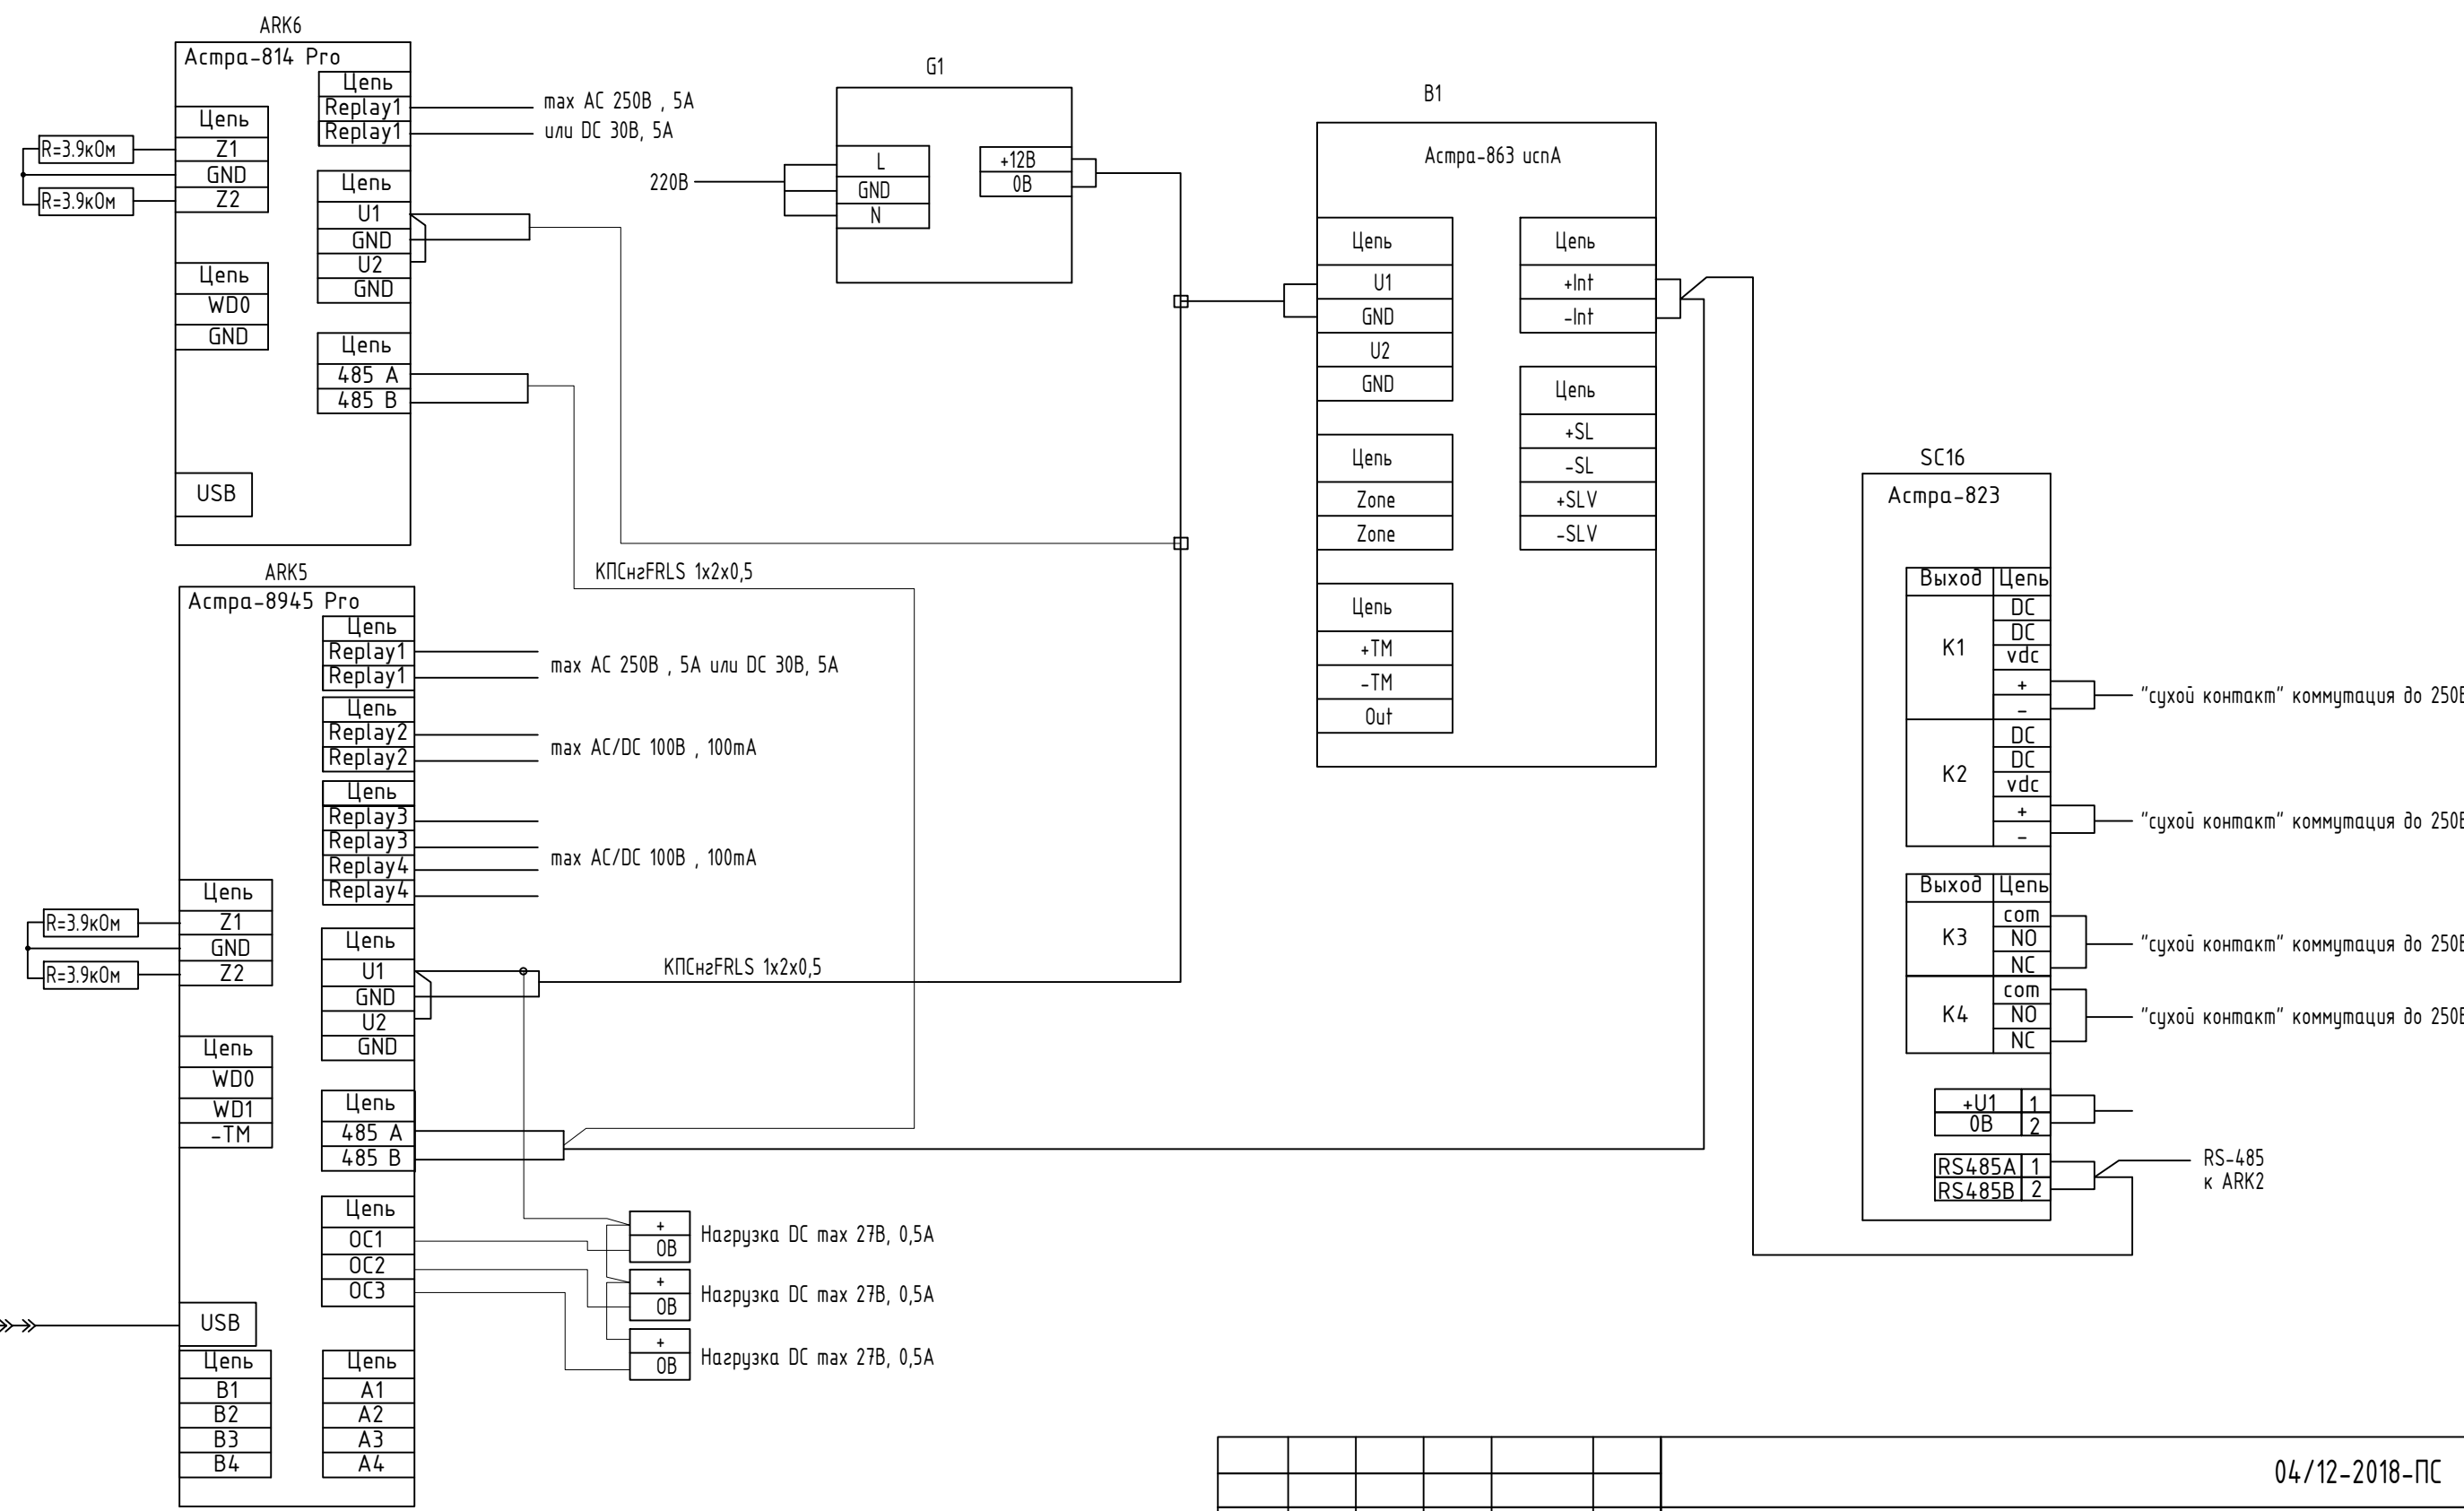 ARK6
Астра-814 Pro
Цепь
Replay1
Replay1
max AC 250В , 5А
или DC 30В, 5А
Цепь
Z1
GND
Z2
R=3.9кОм
R=3.9кОм
Цепь
U1
GND
U2
GND
Цепь
WD0
GND
Цепь
485 A
485 B
USB
G1
220В
L
GND
N
+12В
0В
B1
Астра-863 испА
Цепь
U1
GND
U2
GND
Цепь
+Int
-Int
Цепь
+SL
-SL
+SLV
-SLV
Цепь
Zone
Zone
Цепь
+TM
-TM
Out
КПСнгFRLS 1х2х0,5
ARK5
Астра-8945 Pro
Цепь
Replay1
Replay1
max AC 250В , 5А или DC 30В, 5А
Цепь
Replay2
Replay2
max AC/DC 100В , 100mA
Цепь
Replay3
Replay3
Replay4
Replay4
max AC/DC 100В , 100mA
Цепь
Z1
GND
Z2
R=3.9кОм
R=3.9кОм
Цепь
U1
GND
U2
GND
КПСнгFRLS 1х2х0,5
Цепь
WD0
WD1
-TM
Цепь
485 A
485 B
Цепь
OC1
OC2
OC3
+
0В
Нагрузка DC max 27В, 0,5А
+
0В
Нагрузка DC max 27В, 0,5А
+
0В
Нагрузка DC max 27В, 0,5А
USB
Цепь
B1
B2
B3
B4
Цепь
A1
A2
A3
A4
SC16
Астра-823
Выход Цепь
K1
DC
DC
vdc
+
-
"сухой контакт" коммутация до 250В
K2
DC
DC
vdc
+
-
"сухой контакт" коммутация до 250В
Выход Цепь
K3
com
NO
NC
"сухой контакт" коммутация до 250В
K4
com
NO
NC
"сухой контакт" коммутация до 250В
+U1 1
0В 2
RS485A 1
RS485B 2
RS-485
к ARK2
04/12-2018-ПС